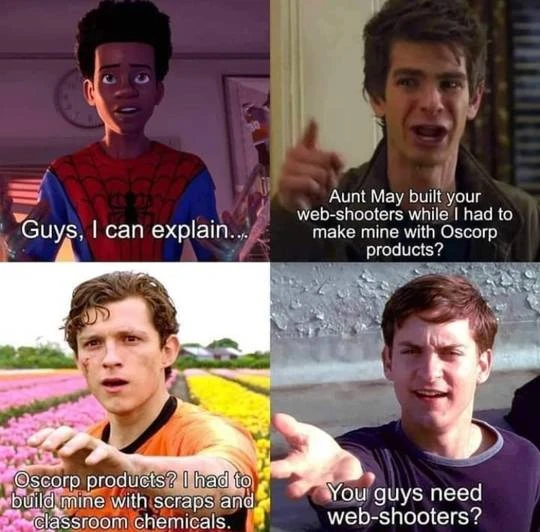 Guys, I can explain...
Aunt May built your
web-shooters while I had to
make mine with Oscorp
products?
Oscorp products? I had to
build mine with scraps and
classroom chemicals.
You guys need
web-shooters?